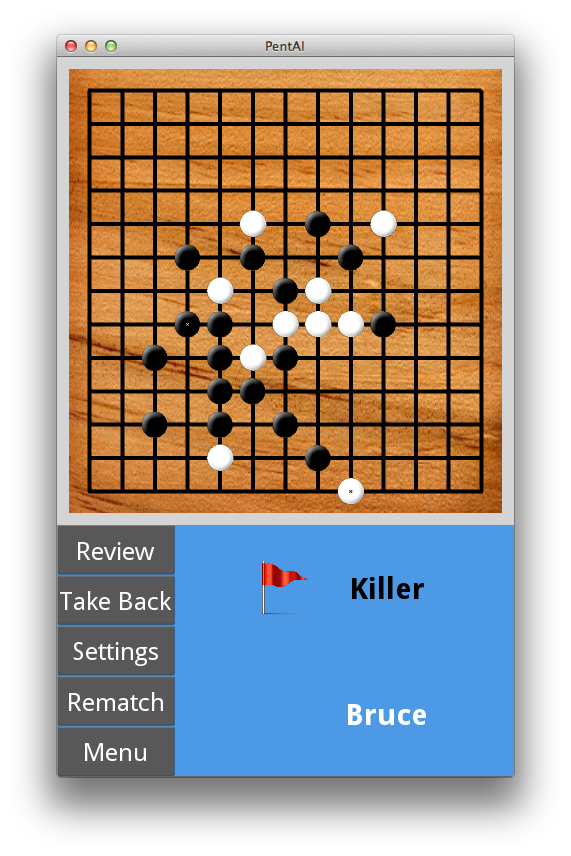 PentAI
Review
Take Back
Settings
Rematch
Menu
Killer
Bruce